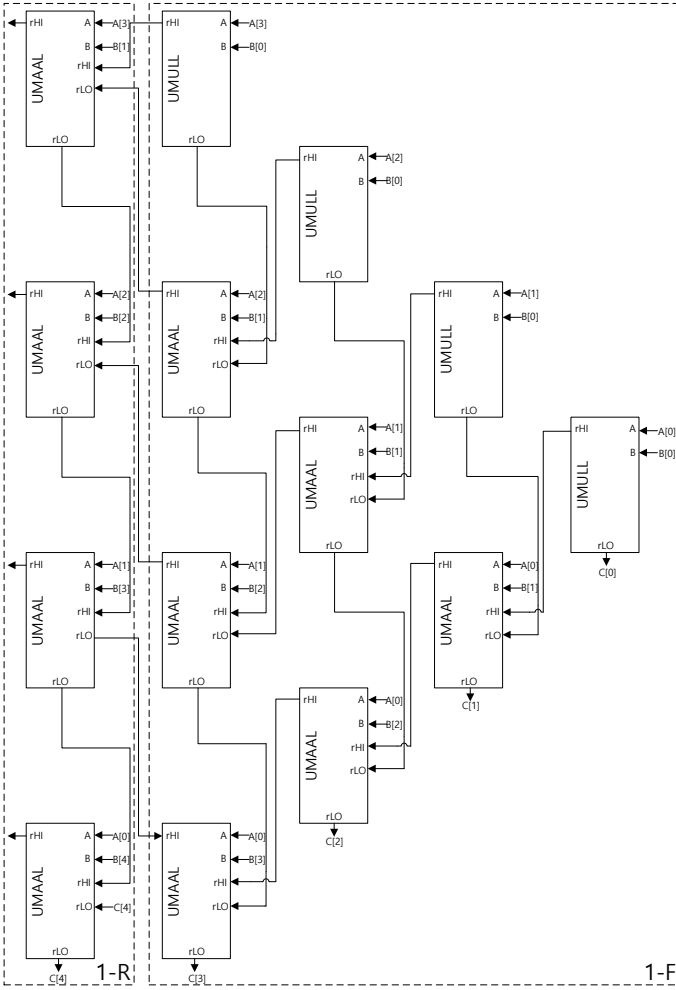 rHI A A[3] rHI A A[3]
B B[1] B B[0]
rHI
UMAAL UMULL
rLO
rLO rLO
rHI A A[2]
B B[0]
UMULL
rLO
rHI A A[2] rHI A A[2] rHI A A[1]
B B[2] B B[1] B B[0]
rHI rHI
UMAAL UMAAL UMULL
rLO rLO
rLO rLO rLO
rHI A A[1] rHI A A[0]
B B[1] B B[0]
rHI
UMAAL UMULL
rLO
rLO rLO
C[0]
rHI A A[1] rHI A A[1] rHI A A[0]
B B[3] B B[2] B B[1]
rHI rHI rHI
UMAAL UMAAL UMAAL
rLO rLO rLO
rLO rLO rLO
C[1]
rHI A A[0]
B B[2]
rHI
UMAAL
rLO
rLO
C[2]
rHI A A[0] rHI A A[0]
B B[4] B B[3]
rHI rHI
UMAAL UMAAL
rLO C[4] rLO
rLO rLO
C[4] 1-R C[3] 1-F